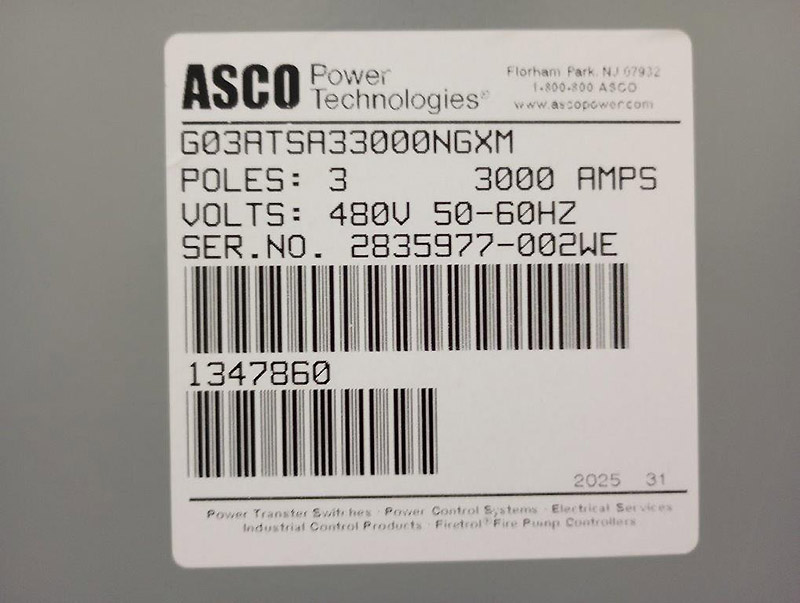 ASCO Power Technologies®
Florham Park, NJ 07932
1-800-800 ASCO
www.ascopower.com
G03ATSA33000NGXM
POLES: 3 3000 AMPS
VOLTS: 480V 50-60HZ
SER.NO. 2835977-002WE
1347860
2025 31
Power Transfer Switches · Power Control Systems · Electrical Services
Industrial Control Products · Firetrol® Fire Pump Controllers